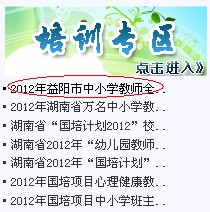 培训专区
点击进入》
2012年益阳市中小学教师全..
2012年湖南省万名中小学教..
湖南省“国培计划2012”校..
湖南省2012年“幼儿园教师..
湖南省2012年“国培计划”..
2012年国培项目心理健康教..
2012年国培项目中小学班主..